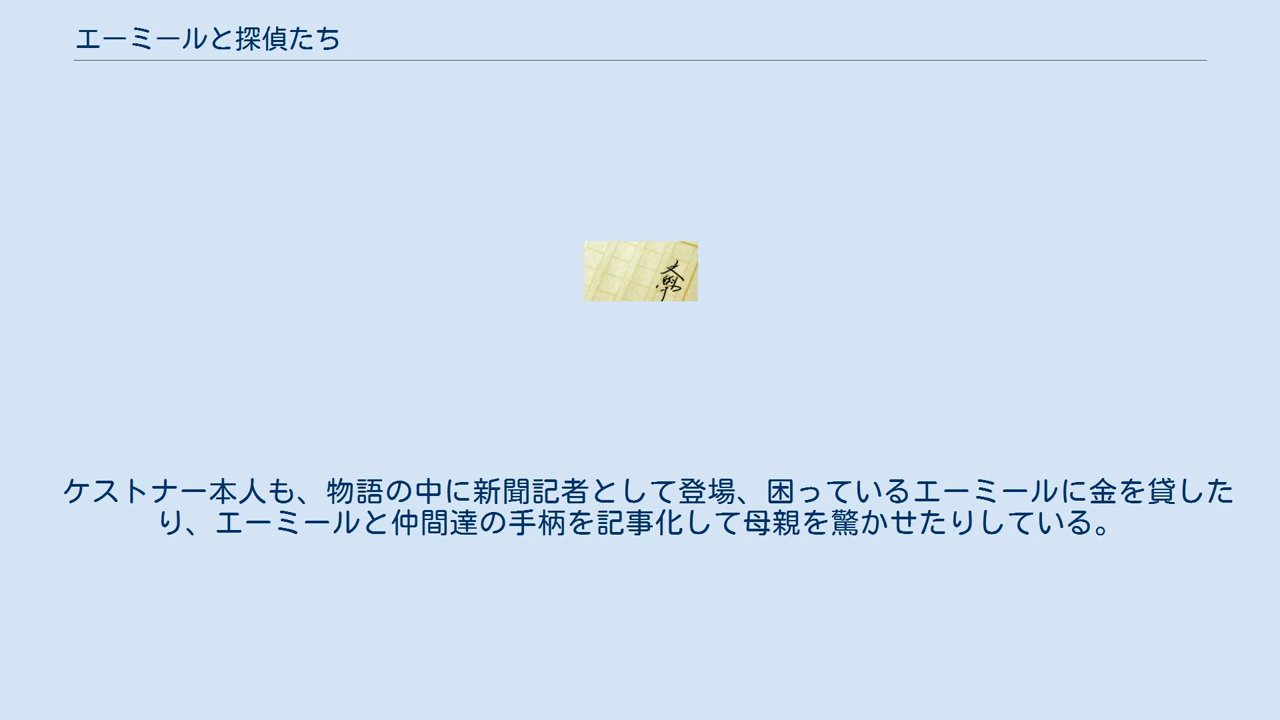 エーミールと探偵たち
ケストナー本人も、物語の中に新聞記者として登場、困っているエーミールに金を貸した
り、エーミールと仲間達の手柄を記事化して母親を驚かせたりしている。